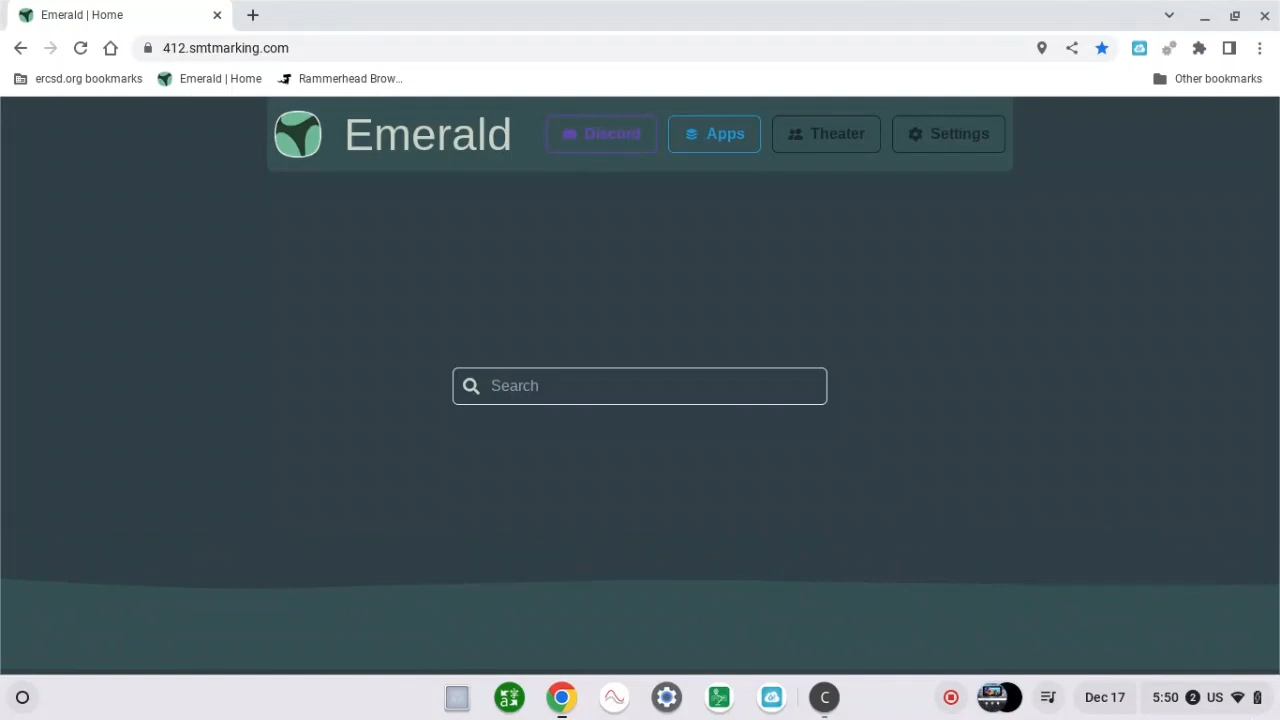 Emerald | Home
412.smtmarking.com
ercsd.org bookmarks
Emerald | Home
Rammerhead Brow...
Other bookmarks
Emerald
Discord
Apps
Theater
Settings
Search
a
C
Dec 17
5:50
2
US